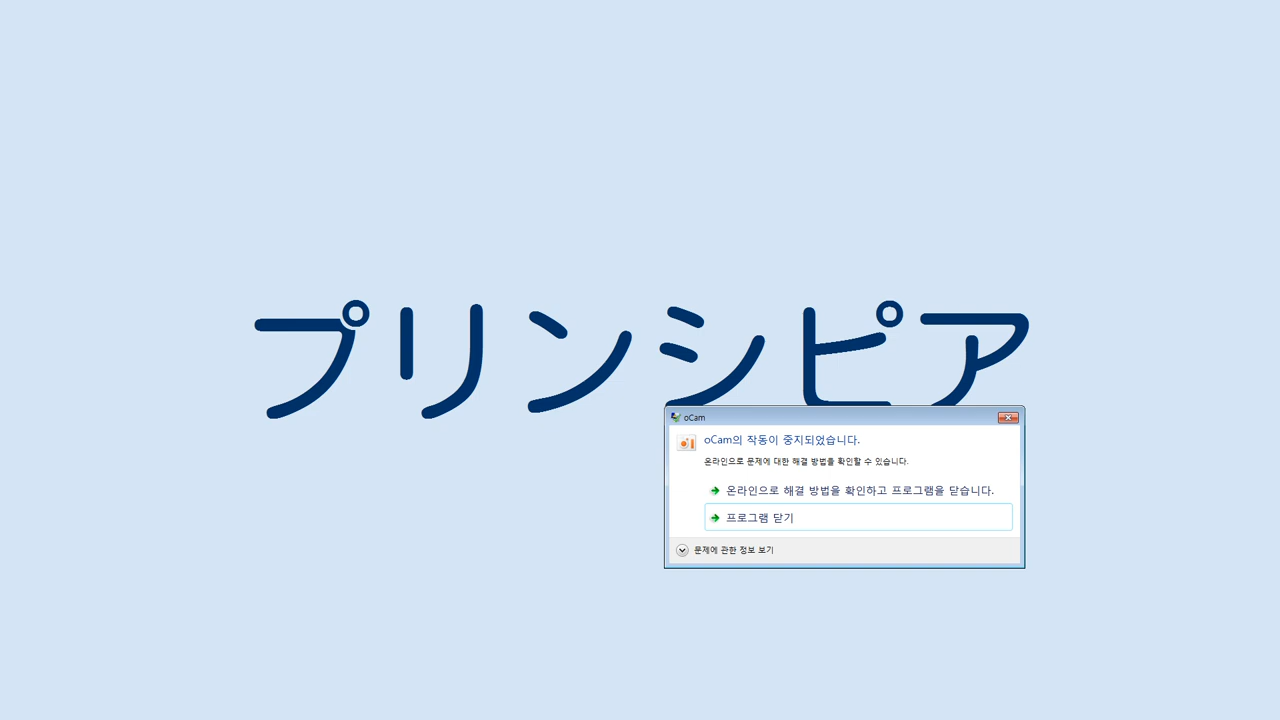 プリンシピア
oCam
oCam의 작동이 중지되었습니다.
온라인으로 문제에 대한 해결 방법을 확인할 수 있습니다.
온라인으로 해결 방법을 확인하고 프로그램을 닫습니다.
프로그램 닫기
문제에 관한 정보 보기